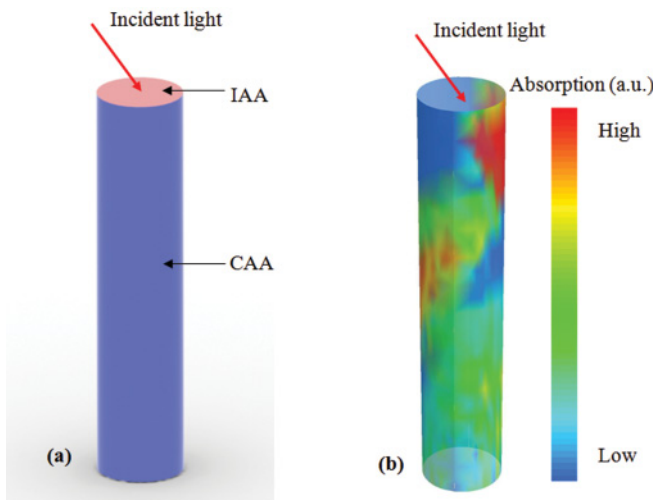 Incident light
IAA
CAA
(a)
Incident light
Absorption (a.u.)
High
Low
(b)